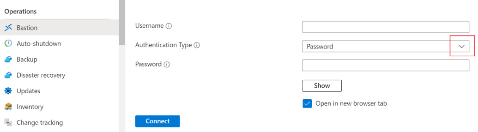 Operations
Bastion
Auto-shutdown
Backup
Disaster recovery
Updates
Inventory
Change tracking
Username
Authentication Type
Password
Password
Show
Open in new browser tab
Connect